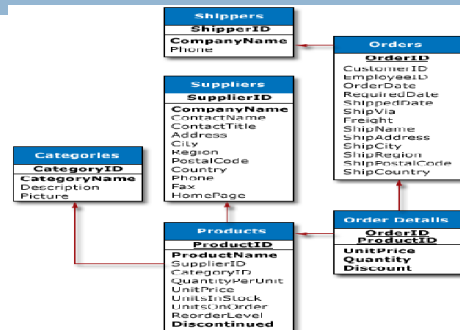 Shippers
ShipperID
CompanyName
Phone
Orders
OrderID
CustomerID
EmployeeID
OrderDate
RequiredDate
ShippedDate
ShipVia
Freight
ShipName
ShipAddress
ShipCity
ShipRegion
ShipPostalCode
ShipCountry
Suppliers
SupplierID
CompanyName
ContactName
ContactTitle
Address
City
Region
PostalCode
Country
Phone
Fax
HomePage
Categories
CategoryID
CategoryName
Description
Picture
Products
ProductID
ProductName
SupplierID
CategoryID
QuantityPerUnit
UnitPrice
UnitsInStock
UnitsOnOrder
ReorderLevel
Discontinued
Order Details
OrderID
ProductID
UnitPrice
Quantity
Discount